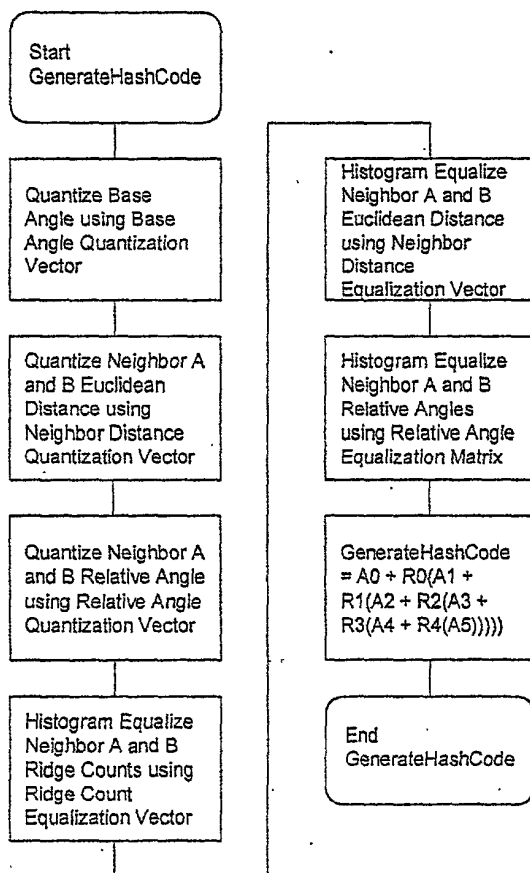 Start
GenerateHashCode
Quantize Base
Angle using Base
Angle Quantization
Vector
Quantize Neighbor A
and B Euclidean
Distance using
Neighbor Distance
Quantization Vector
Quantize Neighbor A
and B Relative Angle
using Relative Angle
Quantization Vector
Histogram Equalize
Neighbor A and B
Ridge Counts using
Ridge Count
Equalization Vector
Histogram Equalize
Neighbor A and B
Euclidean Distance
using Neighbor
Distance
Equalization Vector
Histogram Equalize
Neighbor A and B
Relative Angles
using Relative Angle
Equalization Matrix
GenerateHashCode
= A0 + R0(A1 +
R1(A2 + R2(A3 +
R3(A4 + R4(A5)))))
End
GenerateHashCode